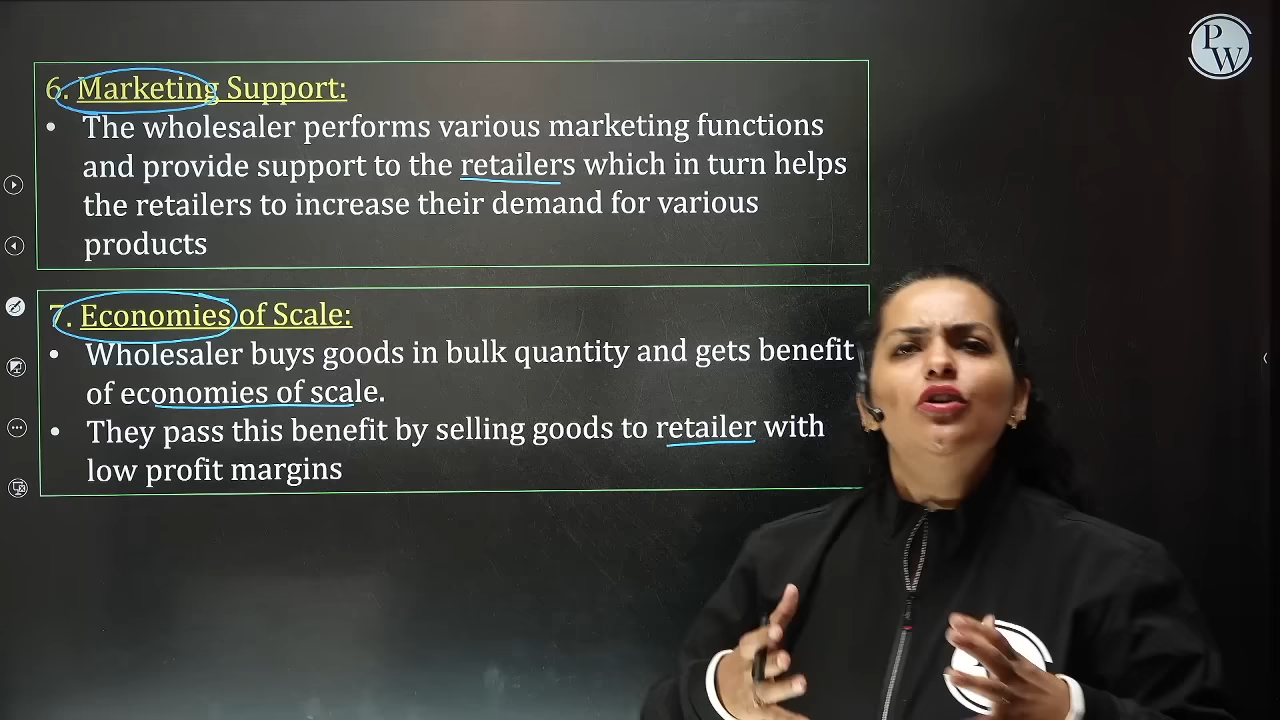 P
W
6. Marketing Support:
• The wholesaler performs various marketing functions
and provide support to the retailers which in turn helps
the retailers to increase their demand for various
products
7. Economies of Scale:
• Wholesaler buys goods in bulk quantity and gets benefit
of economies of scale.
• They pass this benefit by selling goods to retailer with
low profit margins